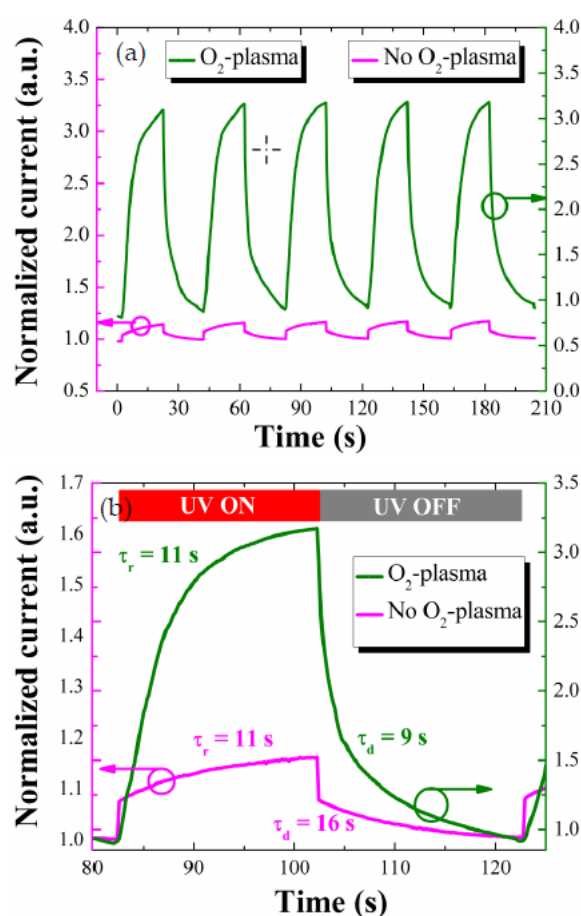 (a)
O₂-plasma
No O₂-plasma
Normalized current (a.u.)
4.0
3.5
3.0
2.5
2.0
1.5
1.0
0.5
4.0
3.5
3.0
2.5
2.0
1.5
1.0
0.5
0.0
0 30 60 90 120 150 180 210
Time (s)
(b)
UV ON
UV OFF
τr = 11 s
O₂-plasma
No O₂-plasma
τr = 11 s
τd = 9 s
τd = 16 s
Normalized current (a.u.)
1.7
1.6
1.5
1.4
1.3
1.2
1.1
1.0
3.5
3.0
2.5
2.0
1.5
1.0
80 90 100 110 120
Time (s)